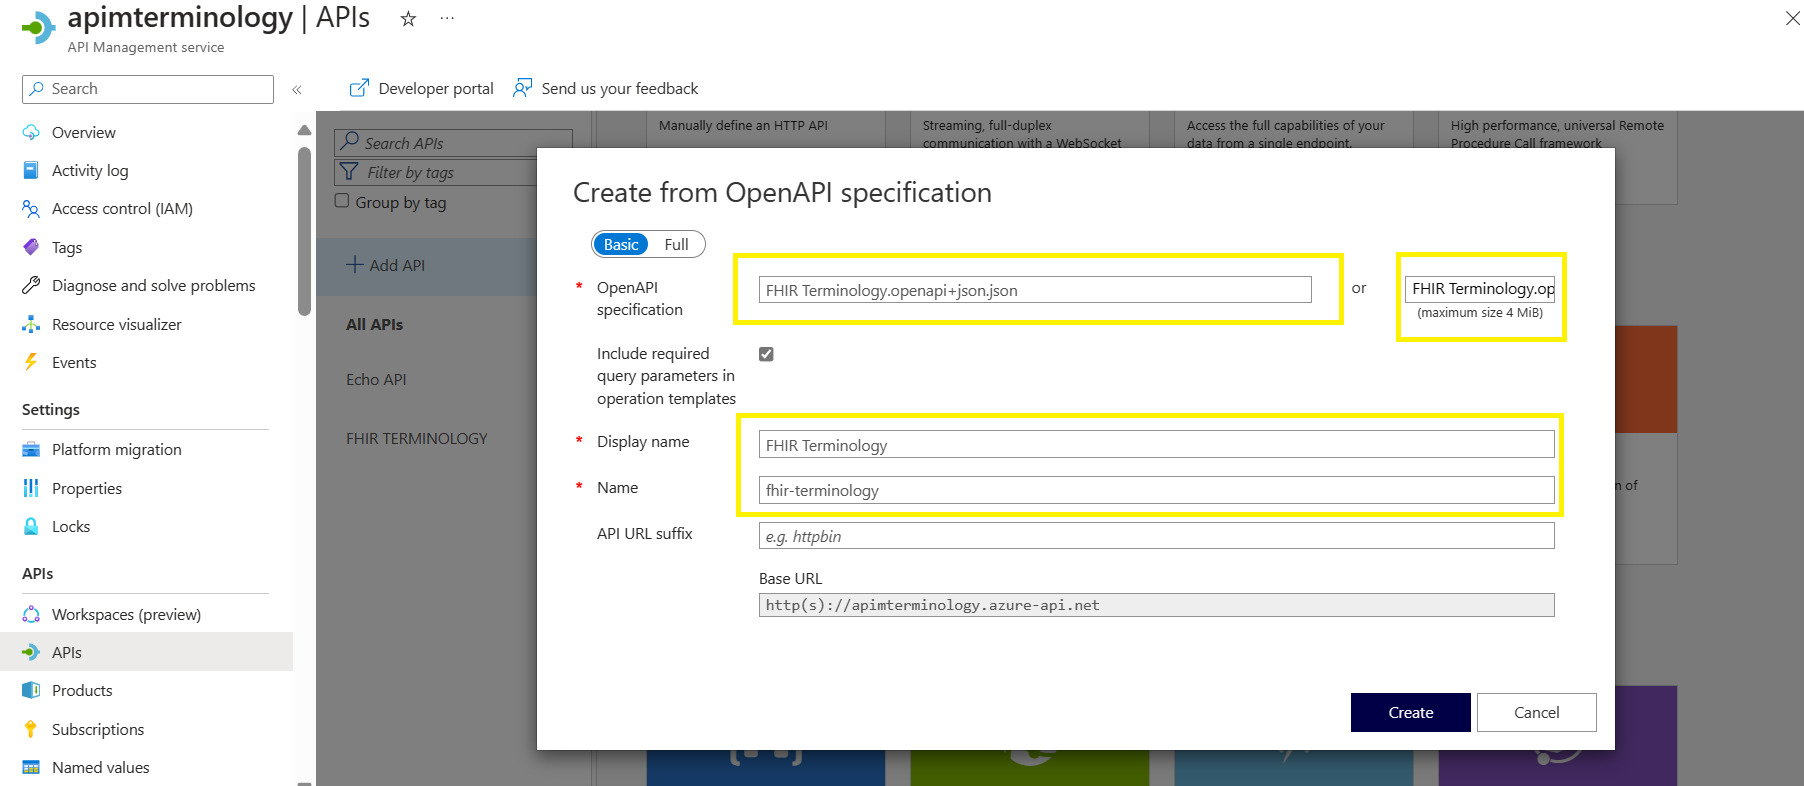 apimterminology | APIs
API Management service
Search
Developer portal
Send us your feedback
Overview
Activity log
Access control (IAM)
Tags
Diagnose and solve problems
Resource visualizer
Events
Settings
Platform migration
Properties
Locks
APIs
Workspaces (preview)
APIs
Products
Subscriptions
Named values
Search APIs
Filter by tags
Group by tag
Add API
All APIs
Echo API
FHIR TERMINOLOGY
Manually define an HTTP API
Streaming, full-duplex
communication with a WebSocket
Access the full capabilities of your
data from a single endpoint.
High performance, universal Remote
Procedure Call framework
n of
Create from OpenAPI specification
Basic
Full
* OpenAPI
specification
FHIR Terminology.openapi+json.json
or
FHIR Terminology.op
(maximum size 4 MiB)
Include required
query parameters in
operation templates
* Display name
FHIR Terminology
* Name
fhir-terminology
API URL suffix
e.g. httpbin
Base URL
http(s)://apimterminology.azure-api.net
Create
Cancel